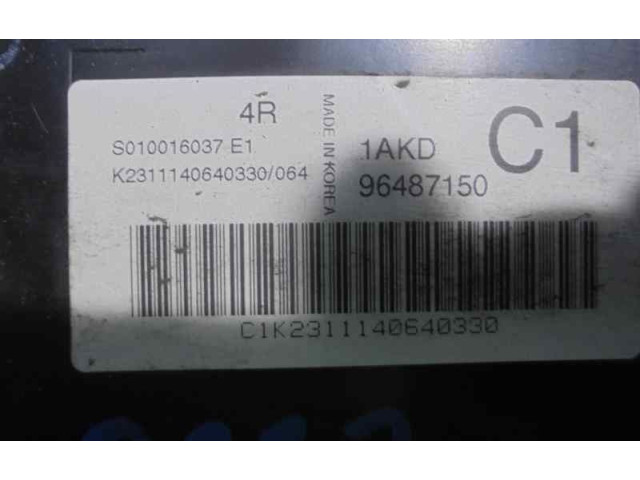 4R
S010016037 E1
K2311140640330/064
MADE IN KOREA
1AKD
96487150
C1
C1K2311140640330